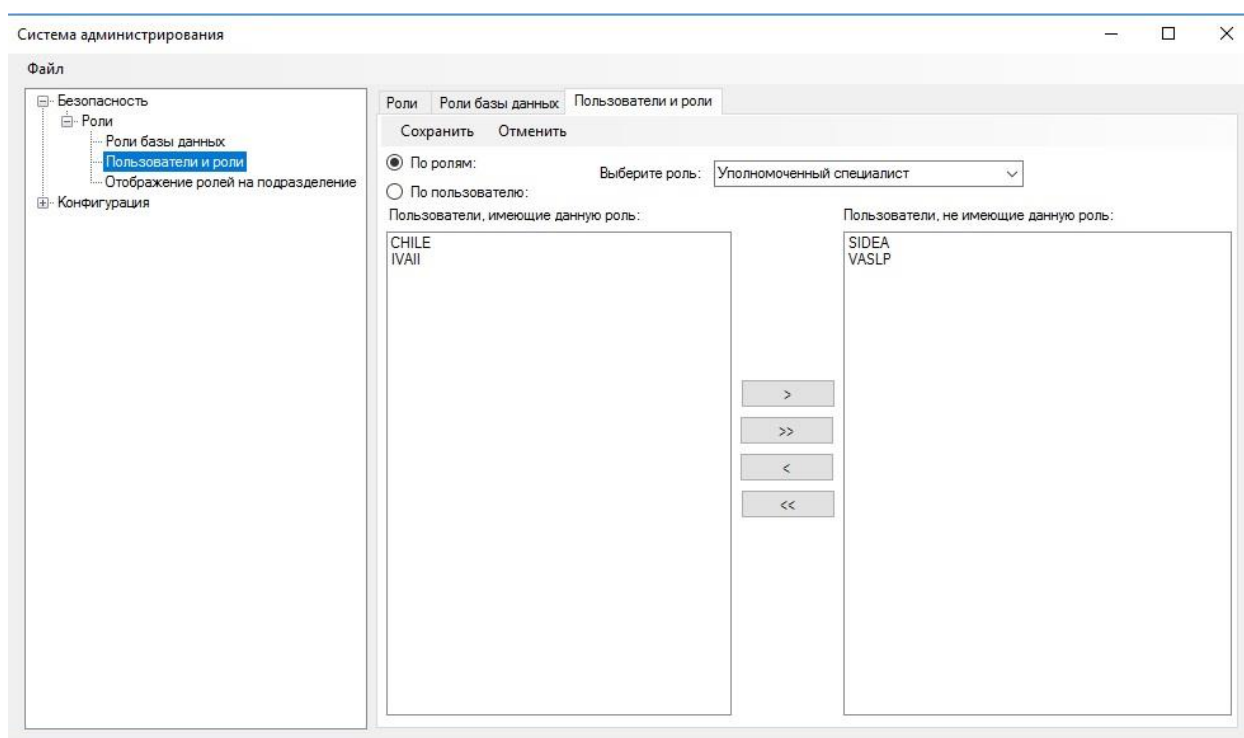 Система администрирования
Файл
Безопасность
Роли
Роли базы данных
Пользователи и роли
Отображение ролей на подразделение
Конфигурация
Роли Роли базы данных Пользователи и роли
Сохранить Отменить
По ролям:
Выберите роль: Уполномоченный специалист
По пользователю:
Пользователи, имеющие данную роль:
CHILE
IVAII
Пользователи, не имеющие данную роль:
SIDEA
VASLP
>
>>
<
<<